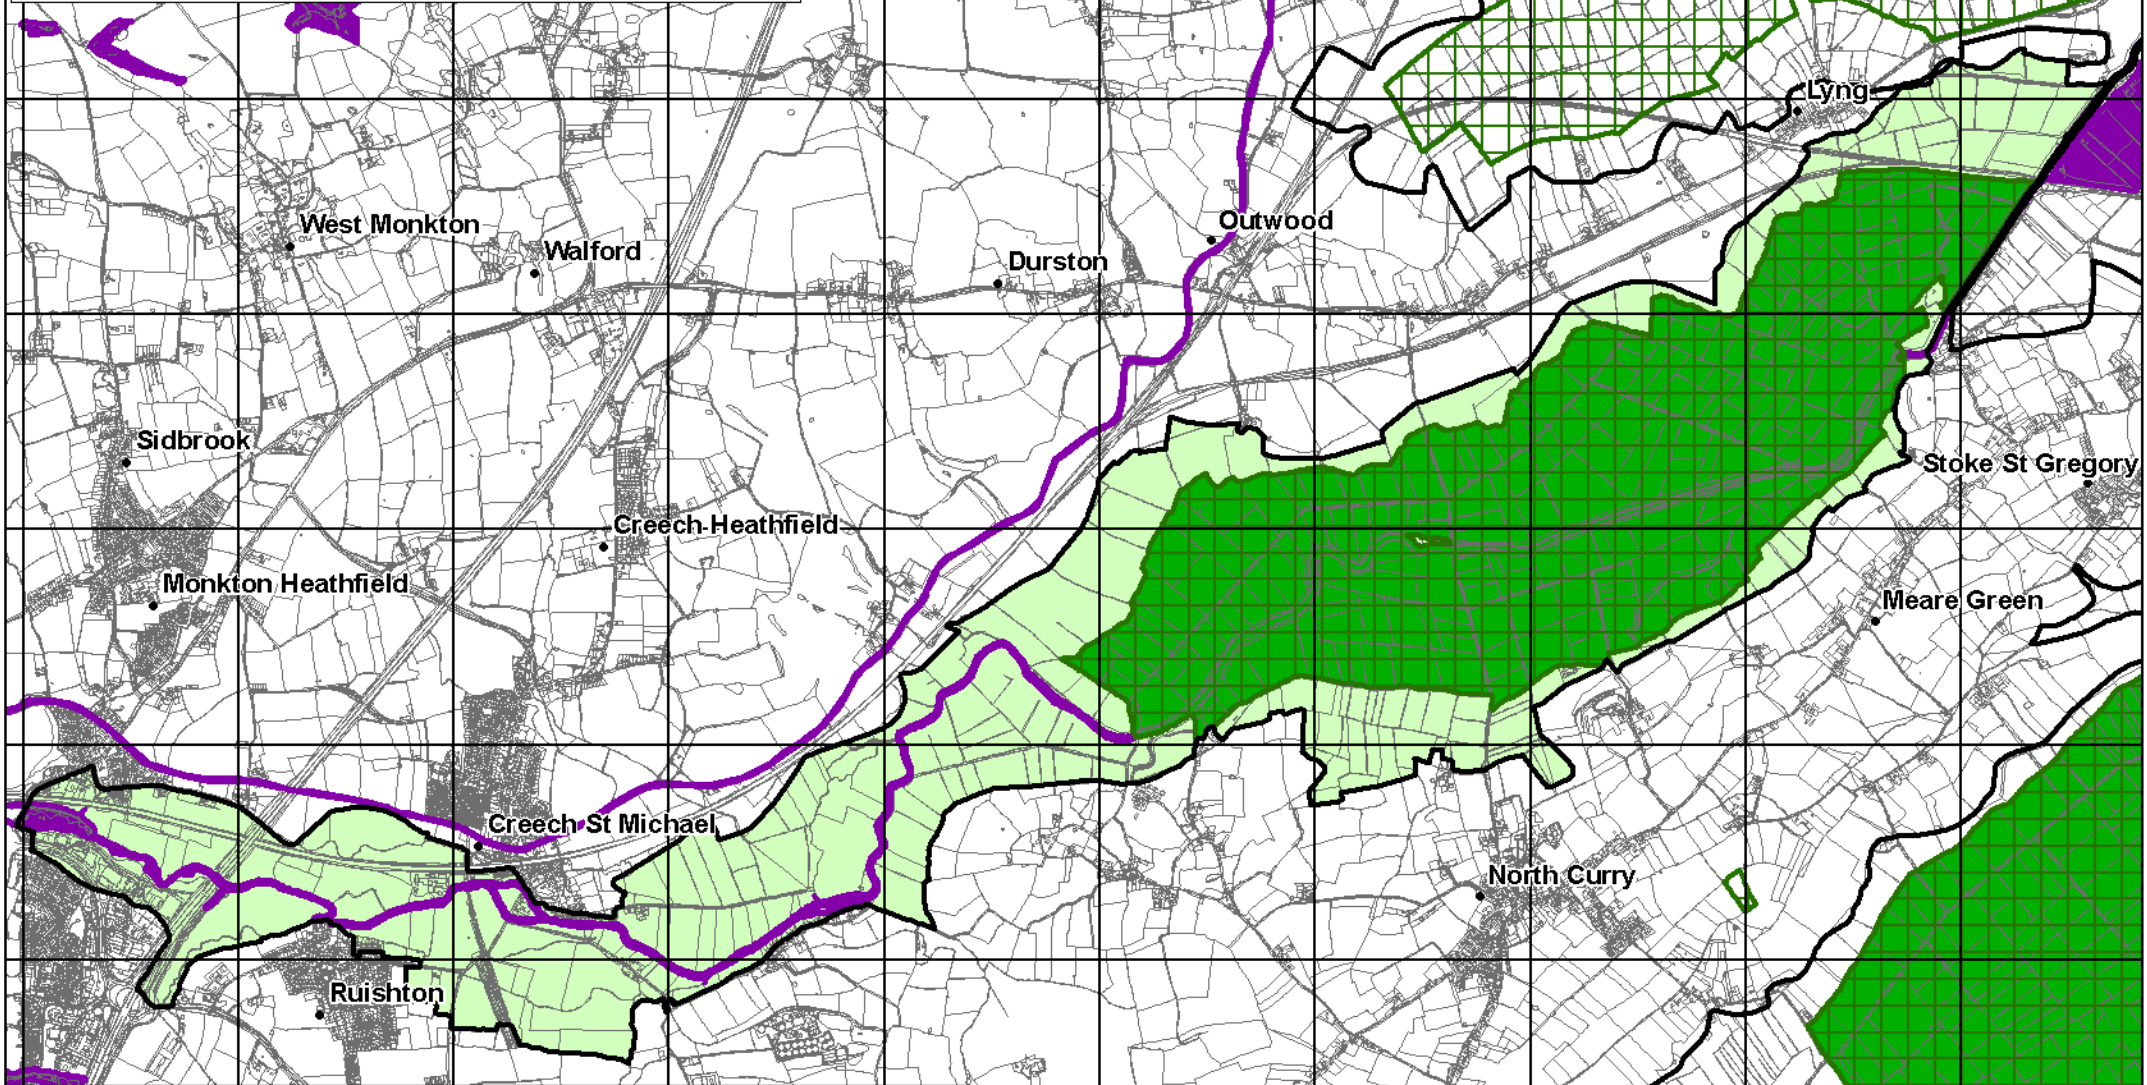 Lyng
West Monkton
Walford
Outwood
Durston
Sidbrook
Stoke St Gregory
Creech Heathfield
Monkton Heathfield
Meare Green
Creech St Michael
North Curry
Ruishton